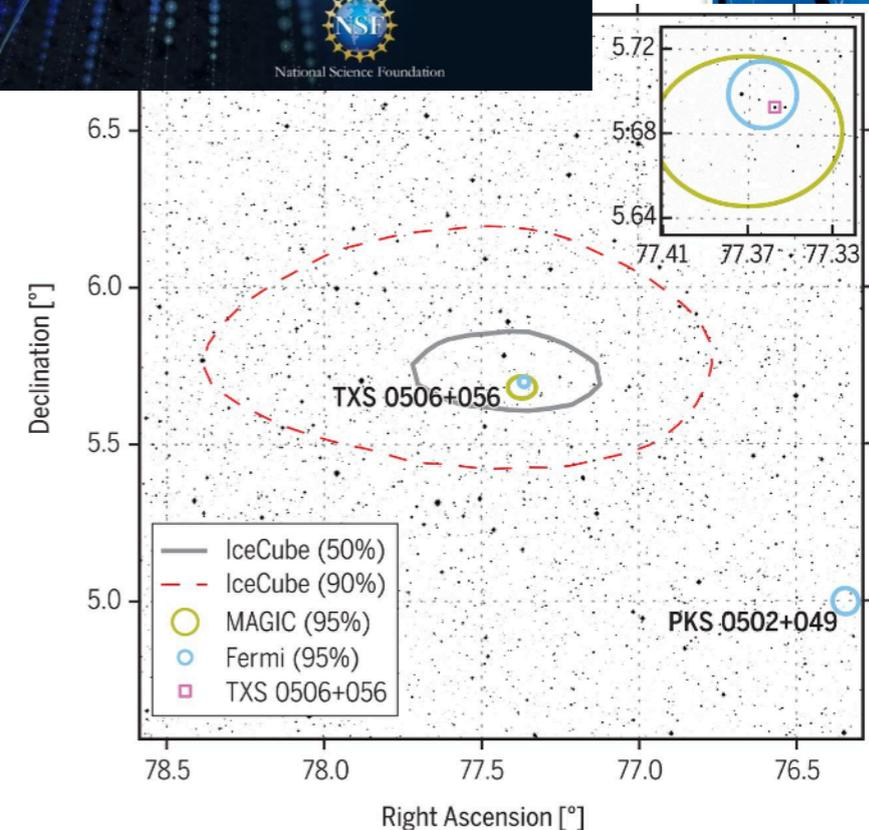 NSF
National Science Foundation
5.72
5.68
5.64
77.41 77.37 77.33
6.5
6.0
5.5
5.0
Declination [°]
TXS 0506+056
PKS 0502+049
IceCube (50%)
IceCube (90%)
MAGIC (95%)
Fermi (95%)
TXS 0506+056
78.5 78.0 77.5 77.0 76.5
Right Ascension [°]